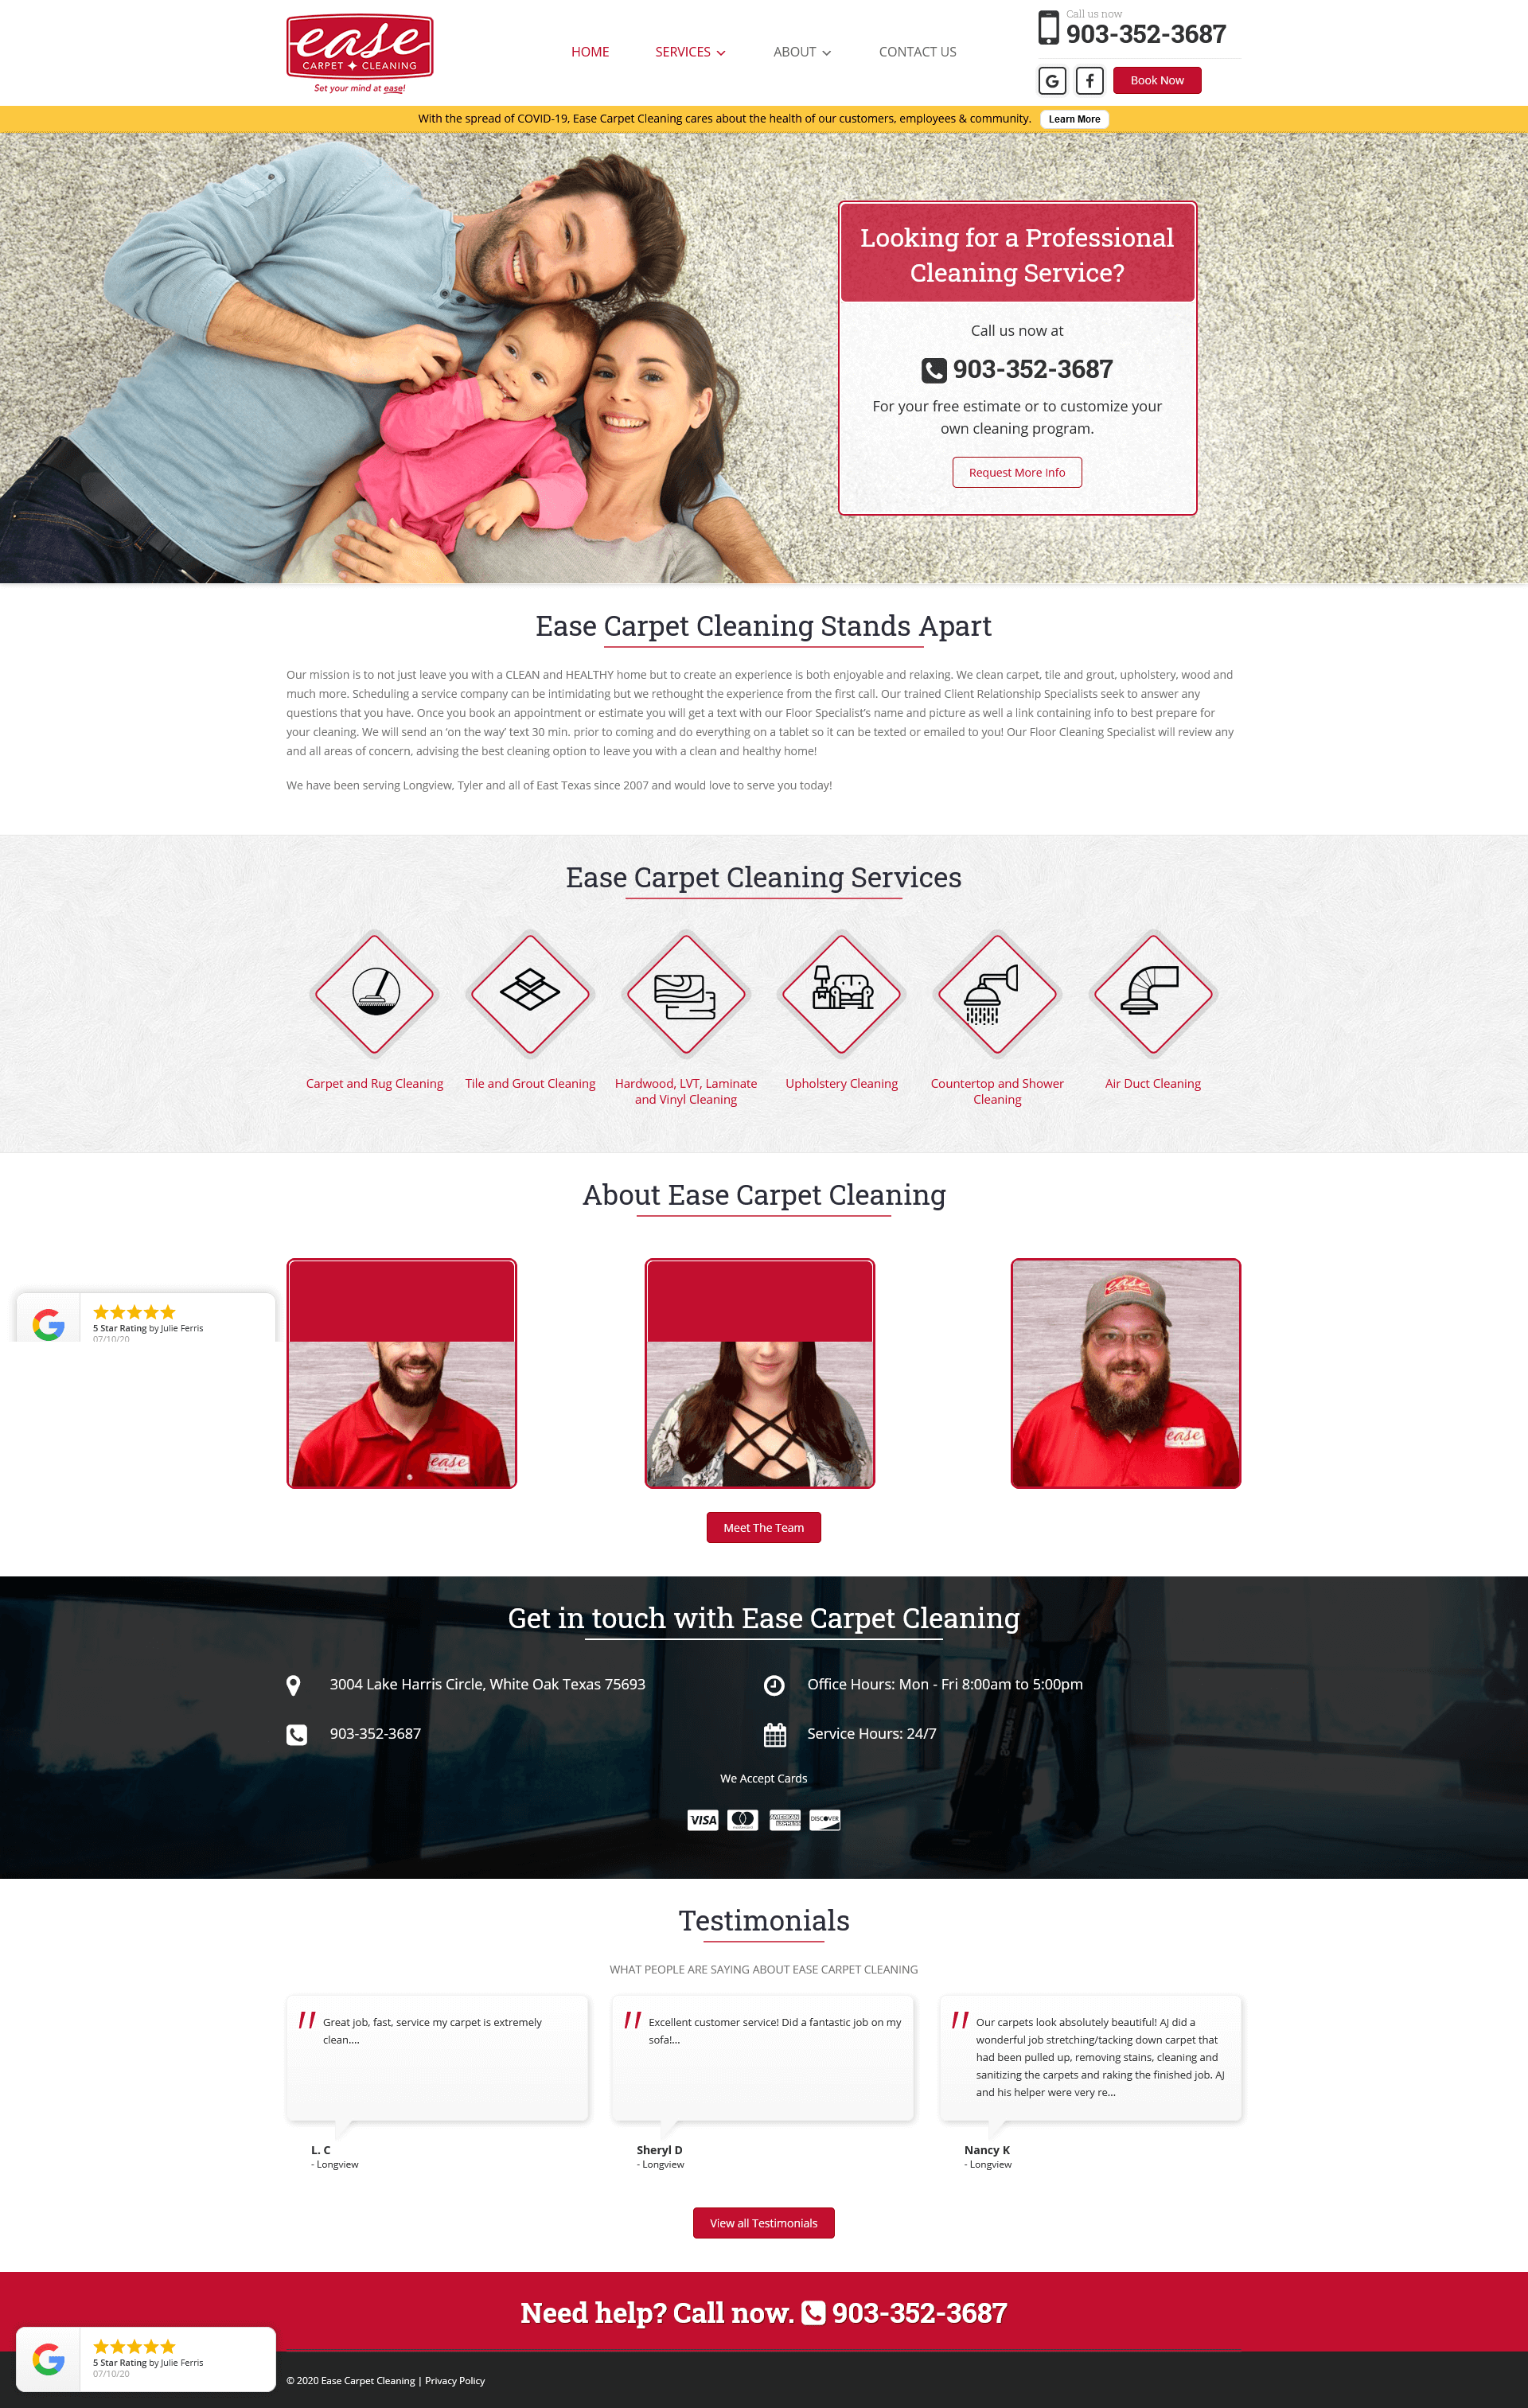 ease
CARPET CLEANING
Set your mind at ease!
HOME
SERVICES
ABOUT
CONTACT US
Call us now
903-352-3687
Book Now
With the spread of COVID-19, Ease Carpet Cleaning cares about the health of our customers, employees & community.
Learn More
Looking for a Professional
Cleaning Service?
Call us now at
903-352-3687
For your free estimate or to customize your
own cleaning program.
Request More Info
Ease Carpet Cleaning Stands Apart
Our mission is to not just leave you with a CLEAN and HEALTHY home but to create an experience is both enjoyable and relaxing. We clean carpet, tile and grout, upholstery, wood and
much more. Scheduling a service company can be intimidating but we rethought the experience from the first call. Our trained Client Relationship Specialists seek to answer any
questions that you have. Once you book an appointment or estimate you will get a text with our Floor Specialist's name and picture as well a link containing info to best prepare for
your cleaning. We will send an 'on the way' text 30 min. prior to coming and do everything on a tablet so it can be texted or emailed to you! Our Floor Cleaning Specialist will review any
and all areas of concern, advising the best cleaning option to leave you with a clean and healthy home!
We have been serving Longview, Tyler and all of East Texas since 2007 and would love to serve you today!
Ease Carpet Cleaning Services
Carpet and Rug Cleaning
Tile and Grout Cleaning
Hardwood, LVT, Laminate
and Vinyl Cleaning
Upholstery Cleaning
Countertop and Shower
Cleaning
Air Duct Cleaning
About Ease Carpet Cleaning
5 Star Rating by Julie Ferris
07/10/20
ease
ease
ease
Meet The Team
Get in touch with Ease Carpet Cleaning
3004 Lake Harris Circle, White Oak Texas 75693
Office Hours: Mon - Fri 8:00am to 5:00pm
903-352-3687
Service Hours: 24/7
We Accept Cards
VISA
AMERICAN EXPRESS
DISCOVER
Testimonials
WHAT PEOPLE ARE SAYING ABOUT EASE CARPET CLEANING
Great job, fast, service my carpet is extremely
clean....
L. C
- Longview
Excellent customer service! Did a fantastic job on my
sofa!...
Sheryl D
- Longview
Our carpets look absolutely beautiful! AJ did a
wonderful job stretching/tacking down carpet that
had been pulled up, removing stains, cleaning and
sanitizing the carpets and raking the finished job. AJ
and his helper were very re...
Nancy K
- Longview
View all Testimonials
Need help? Call now. 903-352-3687
5 Star Rating by Julie Ferris
07/10/20
© 2020 Ease Carpet Cleaning | Privacy Policy